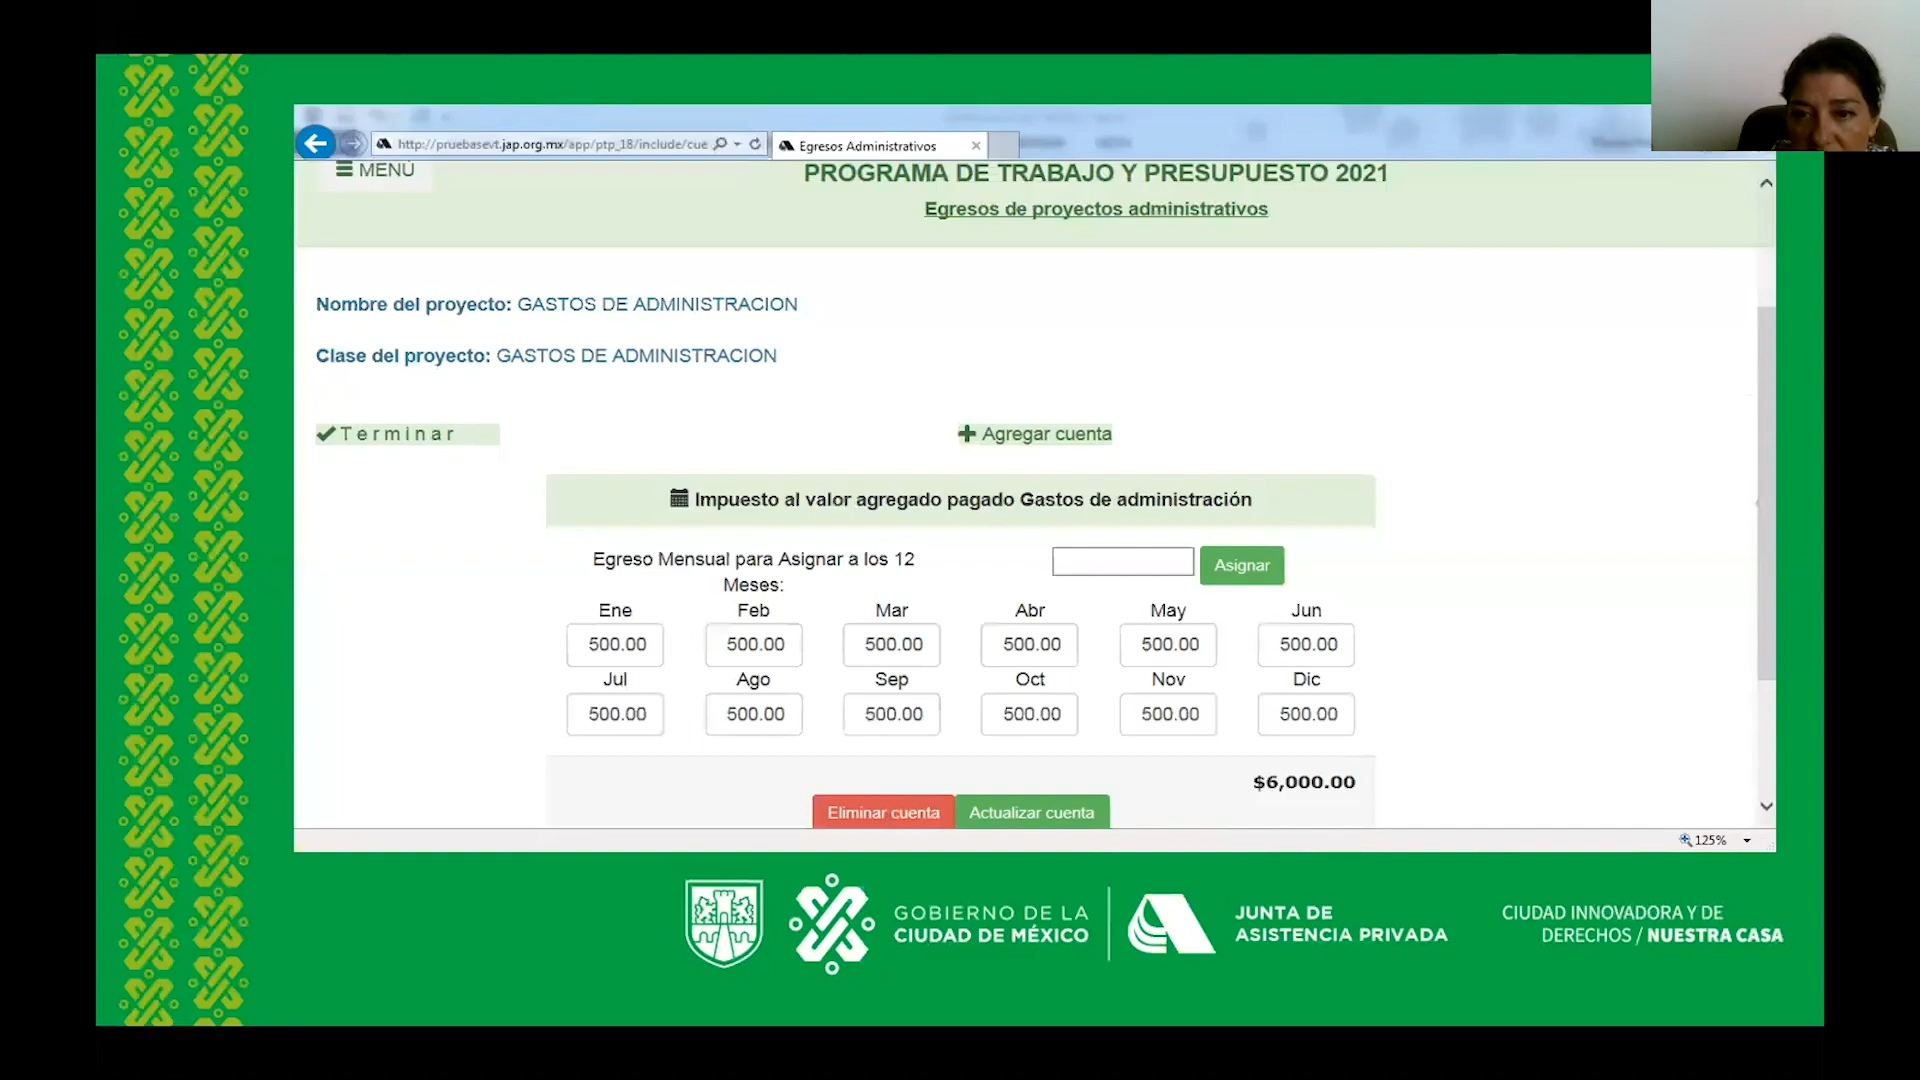 http://pruebasevt.jap.org.mx/app/ptp_18/include/cue
Egresos Administrativos
MENÚ
PROGRAMA DE TRABAJO Y PRESUPUESTO 2021
Egresos de proyectos administrativos
Nombre del proyecto: GASTOS DE ADMINISTRACION
Clase del proyecto: GASTOS DE ADMINISTRACION
Terminar
Agregar cuenta
Impuesto al valor agregado pagado Gastos de administración
Egreso Mensual para Asignar a los 12
Meses:
Asignar
Ene Feb Mar Abr May Jun
500.00 500.00 500.00 500.00 500.00 500.00
Jul Ago Sep Oct Nov Dic
500.00 500.00 500.00 500.00 500.00 500.00
$6,000.00
Eliminar cuenta Actualizar cuenta
125%
GOBIERNO DE LA
CIUDAD DE MÉXICO
JUNTA DE
ASISTENCIA PRIVADA
CIUDAD INNOVADORA Y DE
DERECHOS / NUESTRA CASA